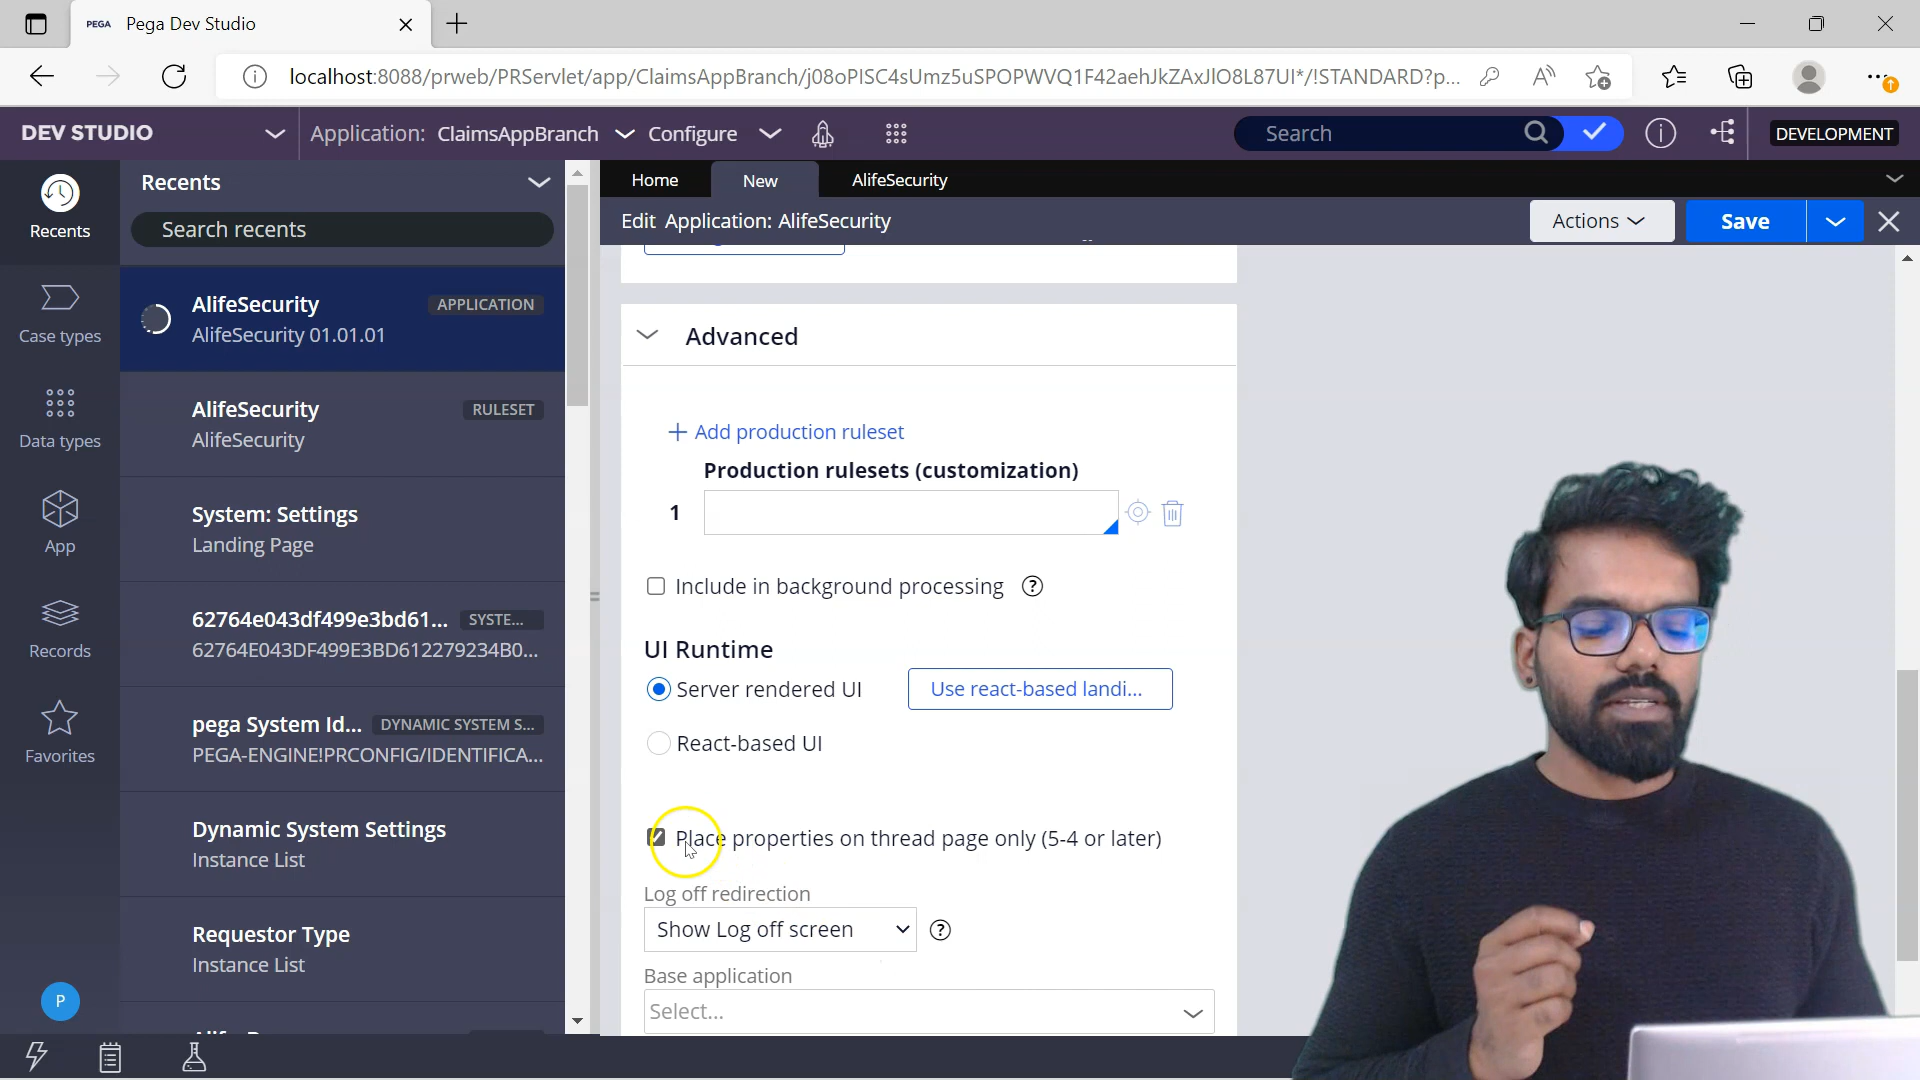 PEGA Pega Dev Studio
localhost:8088/prweb/PRServlet/app/ClaimsAppBranch/j08oPISC4sUmz5uSPOPWVQ1F42aehJkZAxJlO8L87UI*/!STANDARD?p...
DEV STUDIO
Application: ClaimsAppBranch
Configure
Search
DEVELOPMENT
Recents
Case types
Data types
App
Records
Favorites
P
Recents
Search recents
AlifeSecurity APPLICATION
AlifeSecurity 01.01.01
AlifeSecurity RULESET
AlifeSecurity
System: Settings
Landing Page
62764e043df499e3bd61... SYSTE...
62764E043DF499E3BD612279234B0...
pega System Id... DYNAMIC SYSTEM S...
PEGA-ENGINE!PRCONFIG/IDENTIFICA...
Dynamic System Settings
Instance List
Requestor Type
Instance List
Home New AlifeSecurity
Edit Application: AlifeSecurity
Actions
Save
Advanced
+ Add production ruleset
Production rulesets (customization)
1
Include in background processing ?
UI Runtime
Server rendered UI Use react-based landi...
React-based UI
Place properties on thread page only (5-4 or later)
Log off redirection
Show Log off screen ?
Base application
Select...